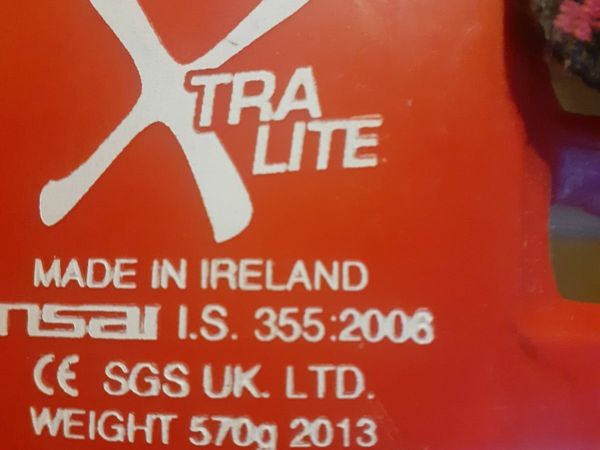 XTRA
LITE
MADE IN IRELAND
nsai I.S. 355:2006
CE SGS UK. LTD.
WEIGHT 570g 2013